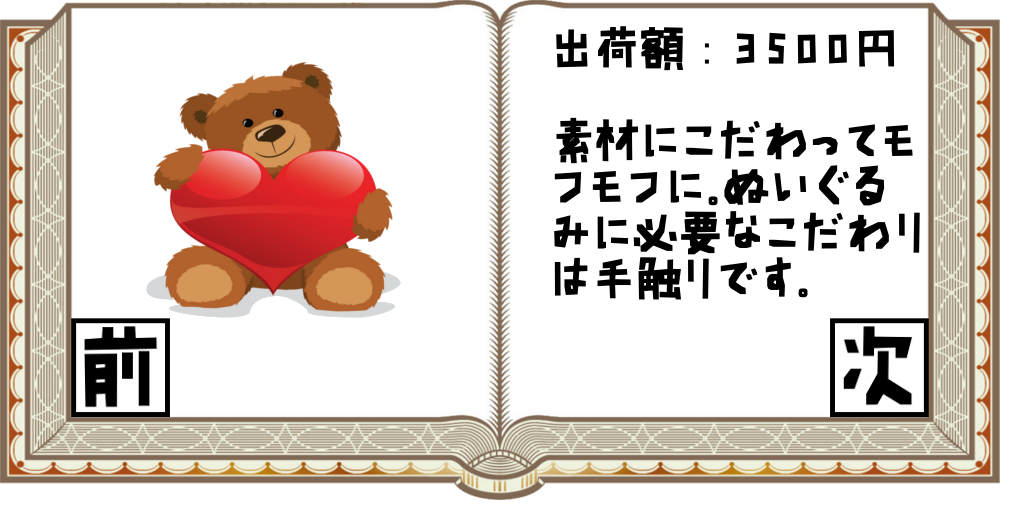 出荷額：3500円
素材にこだわってモ
フモフに。ぬいぐる
みに必要なこだわり
は手触りです。
前
次